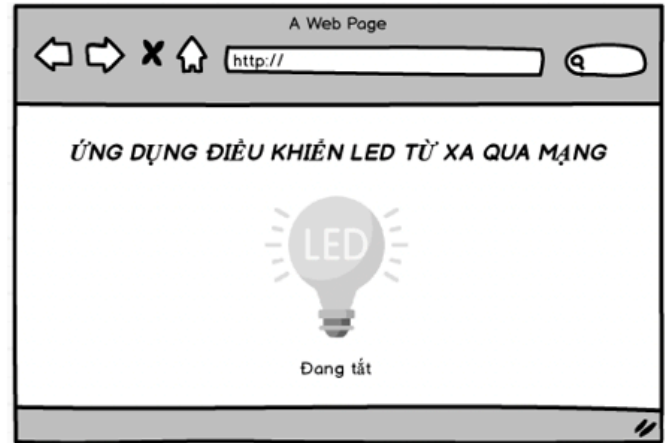 A Web Page
http://
ỨNG DỤNG ĐIỀU KHIỂN LED TỪ XA QUA MẠNG
LED
Đang tắt